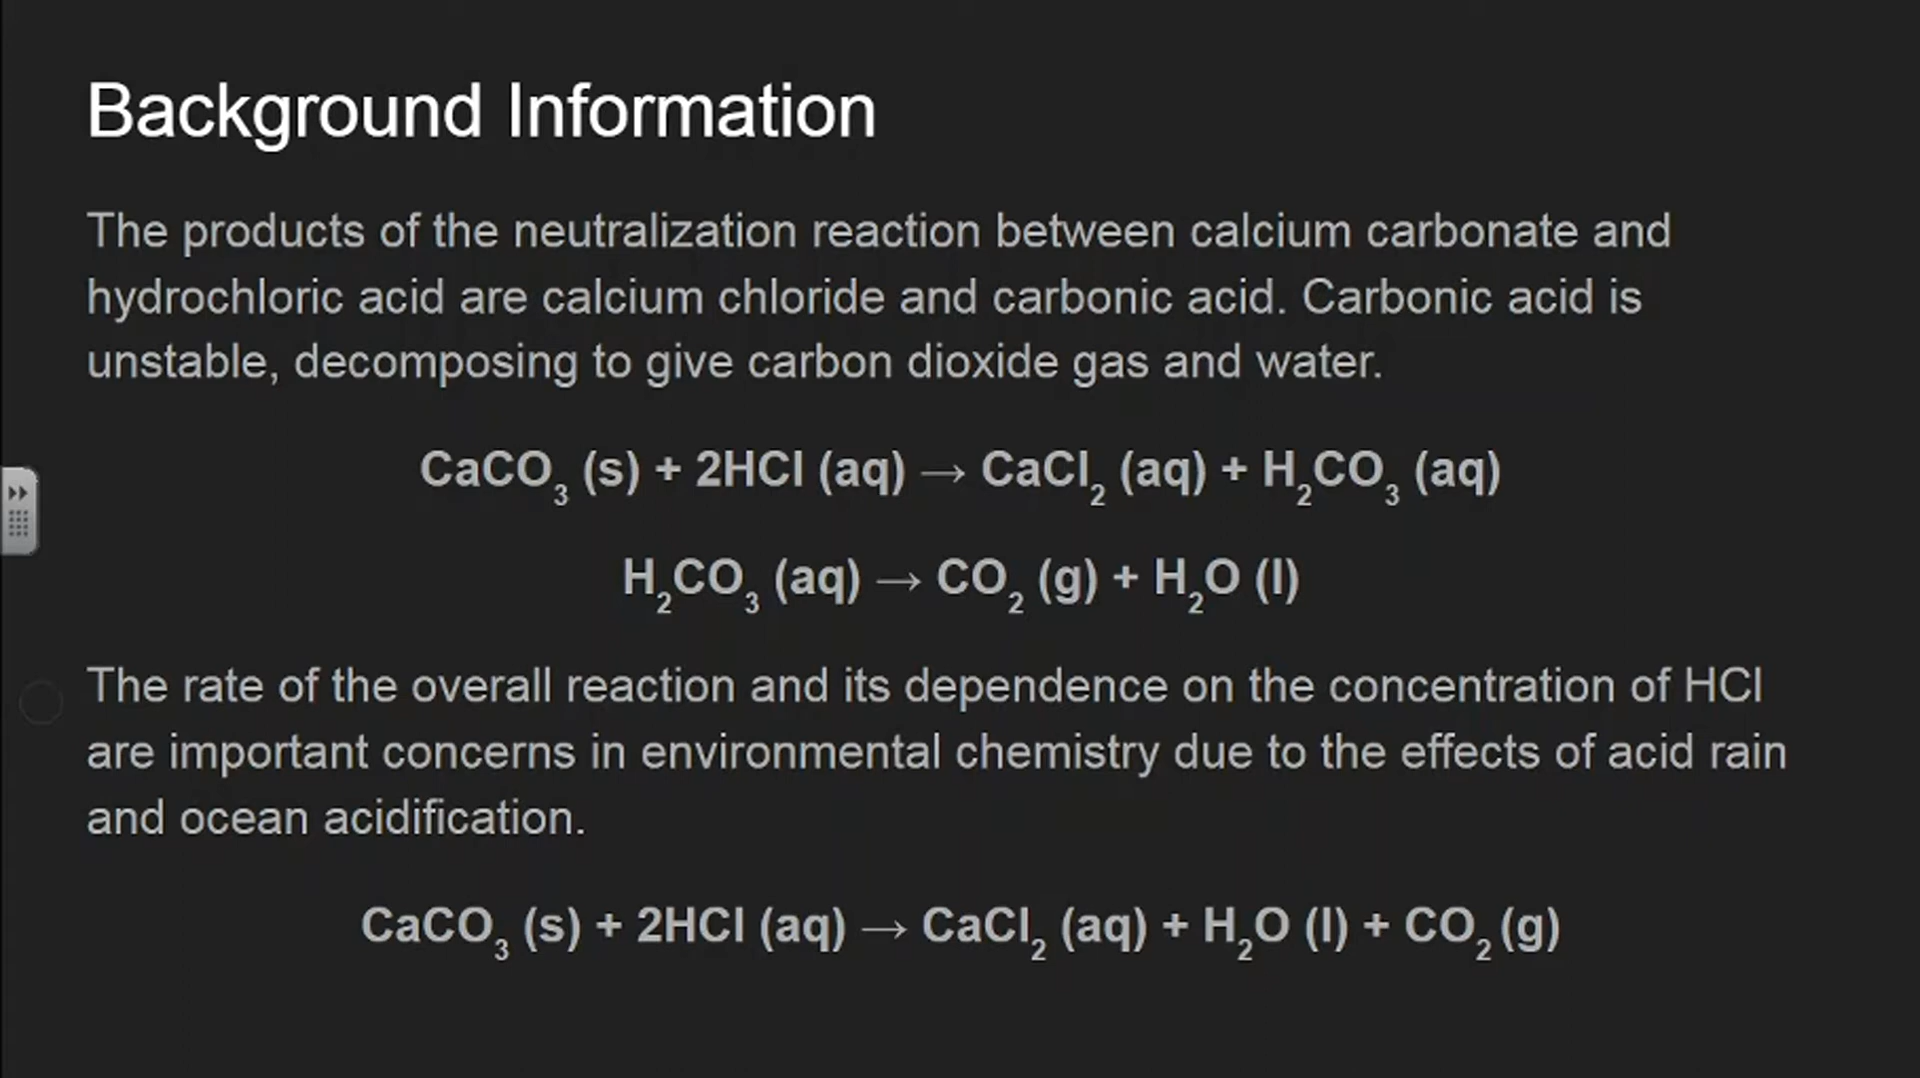 Background Information
The products of the neutralization reaction between calcium carbonate and
hydrochloric acid are calcium chloride and carbonic acid. Carbonic acid is
unstable, decomposing to give carbon dioxide gas and water.
CaCO₃ (s) + 2HCl (aq) → CaCl₂ (aq) + H₂CO₃ (aq)
H₂CO₃ (aq) → CO₂ (g) + H₂O (l)
The rate of the overall reaction and its dependence on the concentration of HCl
are important concerns in environmental chemistry due to the effects of acid rain
and ocean acidification.
CaCO₃ (s) + 2HCl (aq) → CaCl₂ (aq) + H₂O (l) + CO₂ (g)